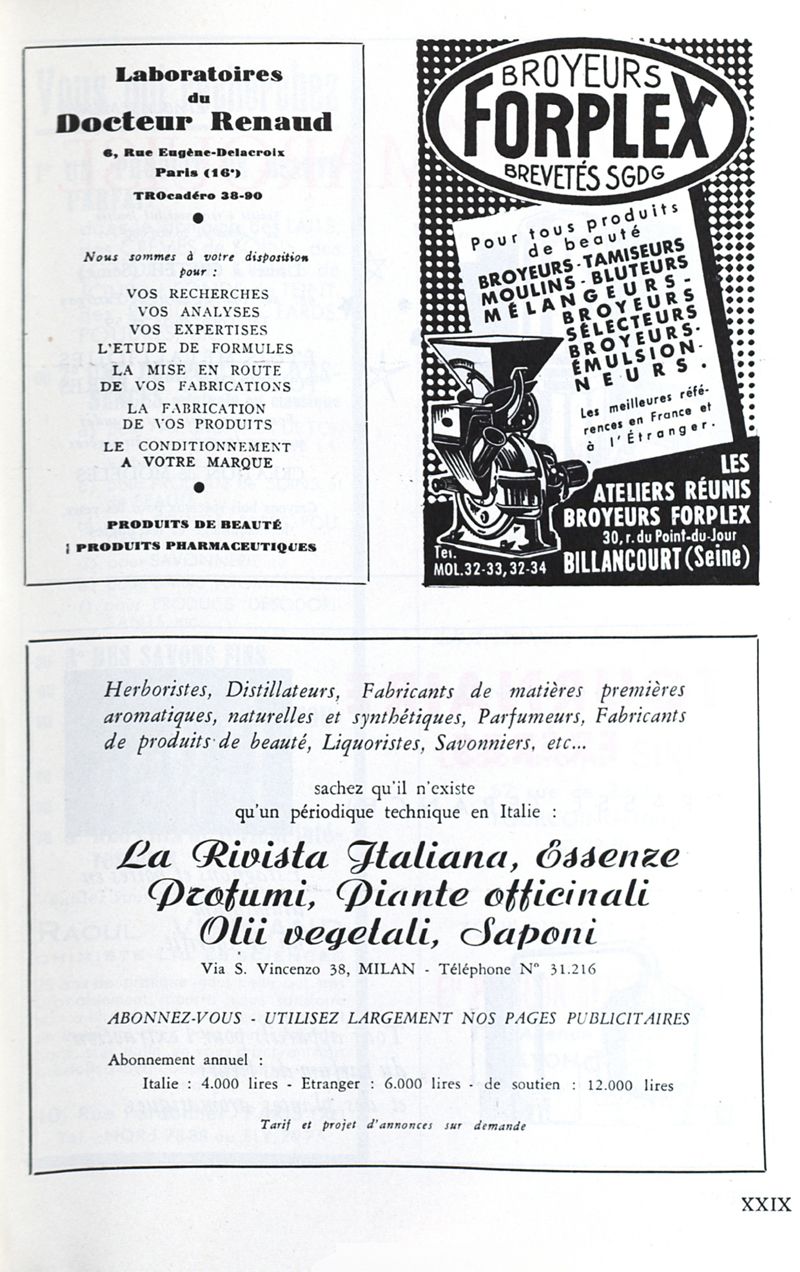 Laboratoires
du
Docteur Renaud
6, Rue Eugène-Delacroix
Paris (16e)
TROcadéro 38-90
Nous sommes à votre disposition
pour :
VOS RECHERCHES
VOS ANALYSES
VOS EXPERTISES
L'ETUDE DE FORMULES
LA MISE EN ROUTE
DE VOS FABRICATIONS
LA FABRICATION
DE VOS PRODUITS
LE CONDITIONNEMENT
A VOTRE MARQUE
PRODUITS DE BEAUTÉ
PRODUITS PHARMACEUTIQUES
BROYEURS
FORPLEX
BREVETÉS SGDG
Pour tous produits
de beauté
BROYEURS-TAMISEURS
MOULINS-BLUTEURS
MÉLANGEURS-
BROYEURS
SÉLECTEURS
BROYEURS-
ÉMULSION-
NEURS.
Les meilleures réfé-
rences en France et
à l'Étranger.
LES
ATELIERS RÉUNIS
BROYEURS FORPLEX
30, r. du Point-du-Jour
BILLANCOURT (Seine)
Tel.
MOL.32-33, 32-34
Herboristes, Distillateurs, Fabricants de matières premières
aromatiques, naturelles et synthétiques, Parfumeurs, Fabricants
de produits de beauté, Liquoristes, Savonniers, etc...
sachez qu'il n'existe
qu'un périodique technique en Italie :
La Rivista Italiana, Essenze
Profumi, Piante officinali
Olii vegetali, Saponi
Via S. Vincenzo 38, MILAN - Téléphone N° 31.216
ABONNEZ-VOUS - UTILISEZ LARGEMENT NOS PAGES PUBLICITAIRES
Abonnement annuel :
Italie : 4.000 lires - Etranger : 6.000 lires - de soutien : 12.000 lires
Tarif et projet d'annonces sur demande
XXIX